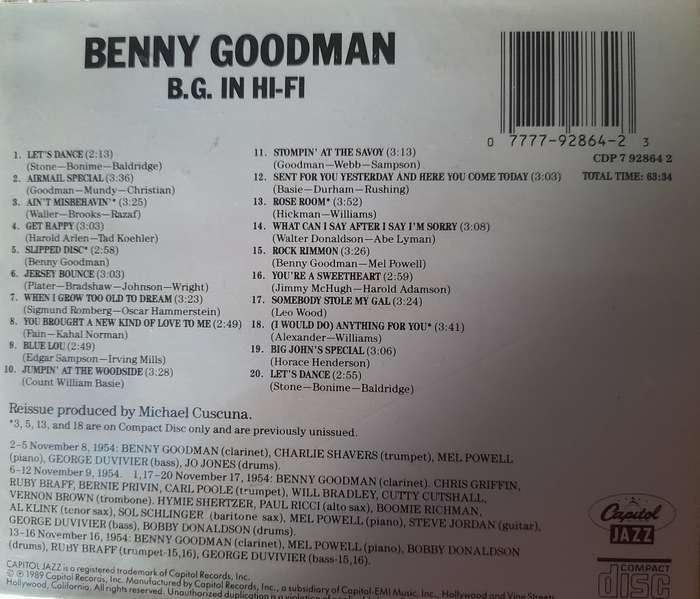 BENNY GOODMAN
B.G. IN HI-FI
0 7777-92864-2 3
CDP 7 92864 2
TOTAL TIME: 63:34
1. LET'S DANCE (2:13)
(Stone—Bonime—Baldridge)
2. AIRMAIL SPECIAL (3:36)
(Goodman—Mundy—Christian)
3. AIN'T MISBEHAVIN'* (3:25)
(Waller—Brooks—Razaf)
4. GET HAPPY (3:03)
(Harold Arlen—Tad Koehler)
5. SLIPPED DISC* (2:58)
(Benny Goodman)
6. JERSEY BOUNCE (3:03)
(Plater—Bradshaw—Johnson—Wright)
7. WHEN I GROW TOO OLD TO DREAM (3:23)
(Sigmund Romberg—Oscar Hammerstein)
8. YOU BROUGHT A NEW KIND OF LOVE TO ME (2:49)
(Fain—Kahal Norman)
9. BLUE LOU (2:49)
(Edgar Sampson—Irving Mills)
10. JUMPIN' AT THE WOODSIDE (3:28)
(Count William Basie)
11. STOMPIN' AT THE SAVOY (3:13)
(Goodman—Webb—Sampson)
12. SENT FOR YOU YESTERDAY AND HERE YOU COME TODAY (3:03)
(Basie—Durham—Rushing)
13. ROSE ROOM* (3:52)
(Hickman—Williams)
14. WHAT CAN I SAY AFTER I SAY I'M SORRY (3:08)
(Walter Donaldson—Abe Lyman)
15. ROCK RIMMON (3:26)
(Benny Goodman—Mel Powell)
16. YOU'RE A SWEETHEART (2:59)
(Jimmy McHugh—Harold Adamson)
17. SOMEBODY STOLE MY GAL (3:24)
(Leo Wood)
18. (I WOULD DO) ANYTHING FOR YOU* (3:41)
(Alexander—Williams)
19. BIG JOHN'S SPECIAL (3:06)
(Horace Henderson)
20. LET'S DANCE (2:55)
(Stone—Bonime—Baldridge)
Reissue produced by Michael Cuscuna.
*3, 5, 13, and 18 are on Compact Disc only and are previously unissued.
2-5 November 8, 1954: BENNY GOODMAN (clarinet), CHARLIE SHAVERS (trumpet), MEL POWELL
(piano), GEORGE DUVIVIER (bass), JO JONES (drums).
6-12 November 9, 1954. 1, 17-20 November 17, 1954: BENNY GOODMAN (clarinet). CHRIS GRIFFIN,
RUBY BRAFF, BERNIE PRIVIN, CARL POOLE (trumpet), WILL BRADLEY, CUTTY CUTSHALL,
VERNON BROWN (trombone). HYMIE SHERTZER, PAUL RICCI (alto sax), BOOMIE RICHMAN,
AL KLINK (tenor sax), SOL SCHLINGER (baritone sax), MEL POWELL (piano), STEVE JORDAN (guitar),
GEORGE DUVIVIER (bass), BOBBY DONALDSON (drums).
13-16 November 16, 1954: BENNY GOODMAN (clarinet), MEL POWELL (piano), BOBBY DONALDSON
(drums), RUBY BRAFF (trumpet-15,16), GEORGE DUVIVIER (bass-15,16).
Capitol
JAZZ
COMPACT
disc
CAPITOL JAZZ is a registered trademark of Capitol Records, Inc.
© ℗ 1989 Capitol Records, Inc. Manufactured by Capitol Records, Inc., a subsidiary of Capitol-EMI Music, Inc., Hollywood and Vine Streets,
Hollywood, California. All rights reserved. Unauthorized duplication is a violation of